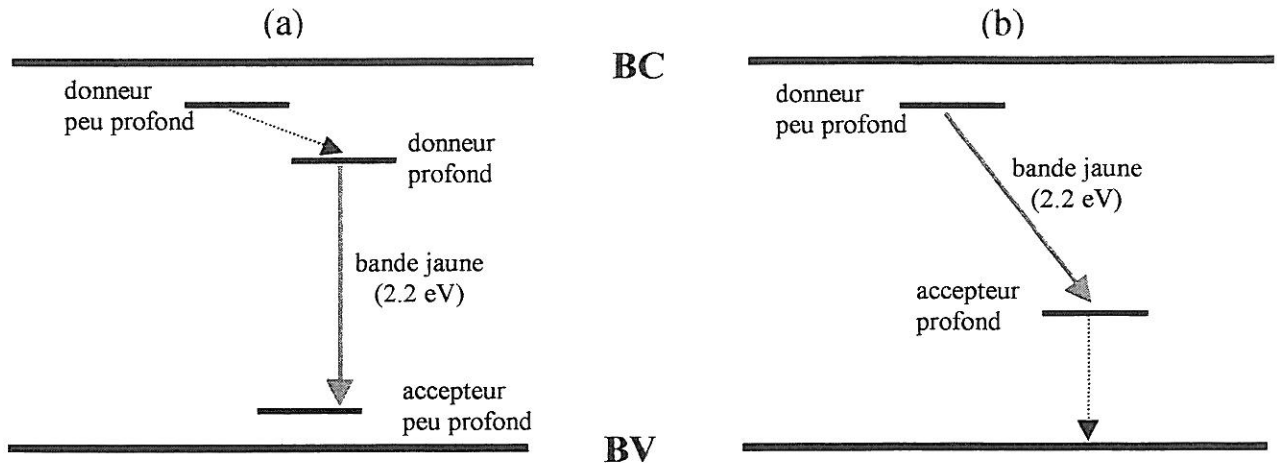 (a)
BC
(b)
donneur
peu profond
donneur
profond
bande jaune
(2.2 eV)
accepteur
peu profond
BV
donneur
peu profond
bande jaune
(2.2 eV)
accepteur
profond